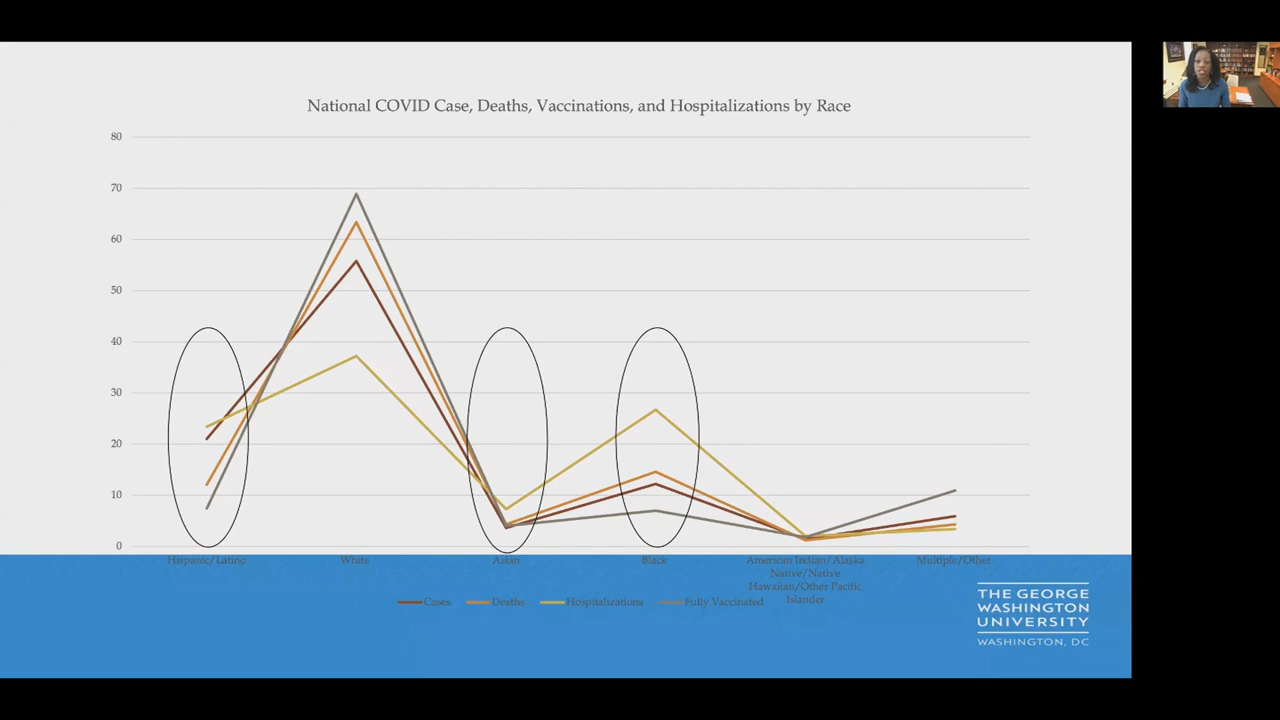 National COVID Case, Deaths, Vaccinations, and Hospitalizations by Race
80
70
60
50
40
30
20
10
0
Hispanic/Latino
White
Asian
Black
American Indian/Alaska
Native/Native
Hawaiian/Other Pacific
Islander
Multiple/Other
Cases
Deaths
Hospitalizations
Fully Vaccinated
THE GEORGE
WASHINGTON
UNIVERSITY
WASHINGTON, DC